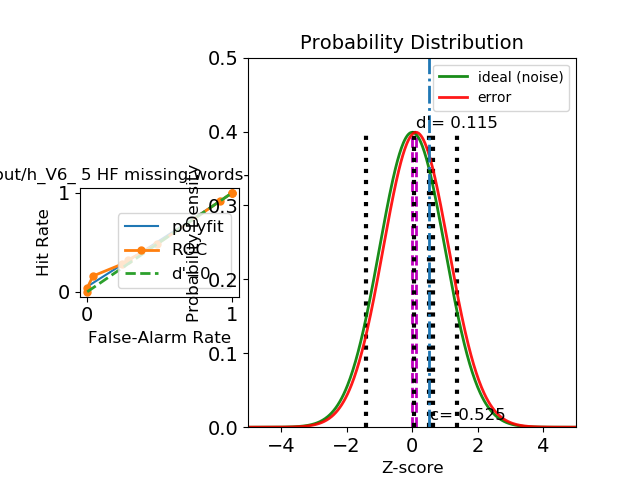 Probability Distribution
out/h_V6_ 5 HF missing words
Hit Rate
1
0
0
1
False-Alarm Rate
polyfit
ROC
d' 0
Probability Density
0.5
0.4
0.3
0.2
0.1
0.0
−4
−2
0
2
4
Z-score
ideal (noise)
error
d'= 0.115
c= 0.525